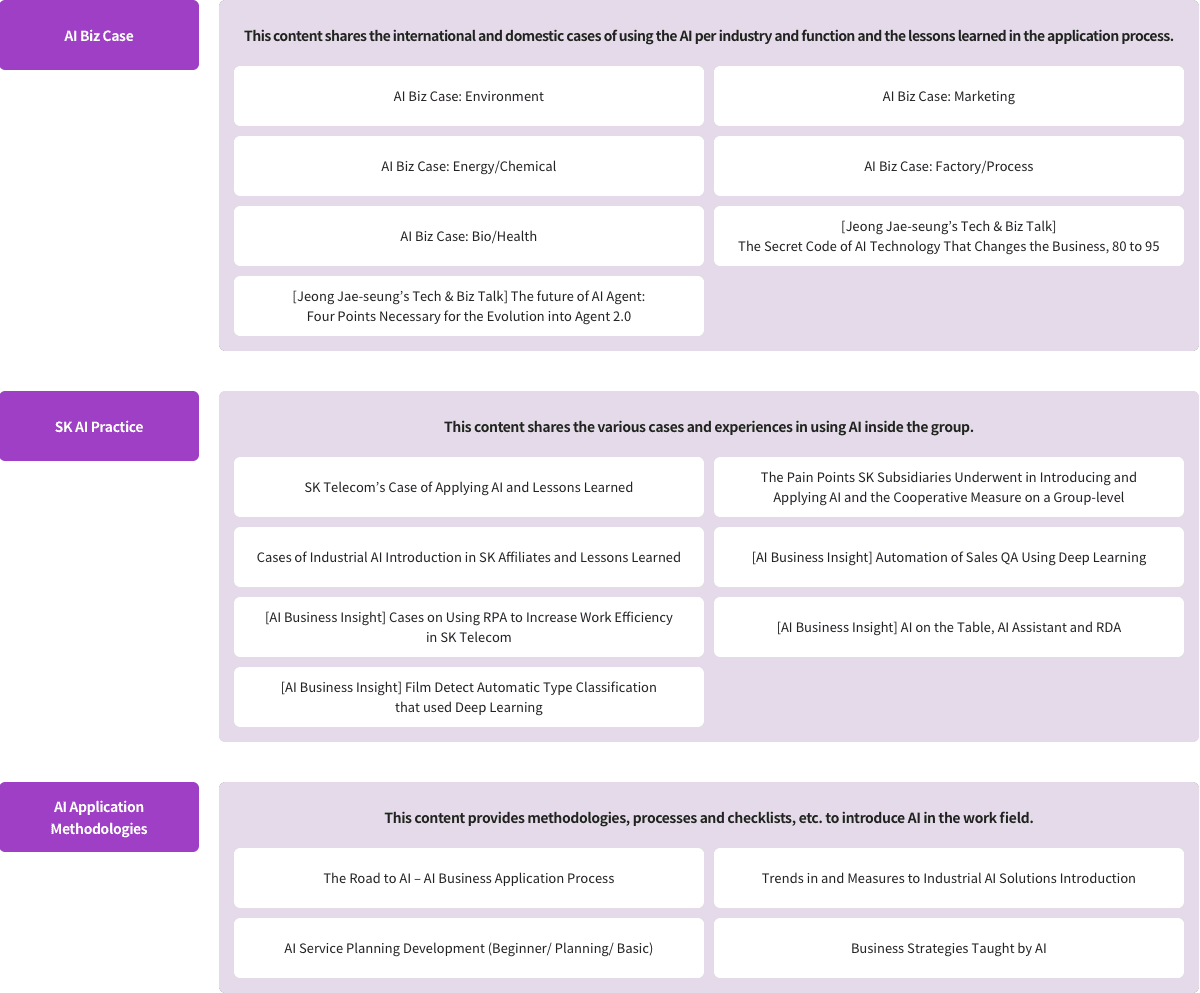 AI Biz Case
This content shares the international and domestic cases of using the AI per industry and function and the lessons learned in the application process.
AI Biz Case: Environment
AI Biz Case: Marketing
AI Biz Case: Energy/Chemical
AI Biz Case: Factory/Process
AI Biz Case: Bio/Health
[Jeong Jae-seung’s Tech & Biz Talk]
The Secret Code of AI Technology That Changes the Business, 80 to 95
[Jeong Jae-seung’s Tech & Biz Talk] The future of AI Agent:
Four Points Necessary for the Evolution into Agent 2.0
SK AI Practice
This content shares the various cases and experiences in using AI inside the group.
SK Telecom’s Case of Applying AI and Lessons Learned
The Pain Points SK Subsidiaries Underwent in Introducing and
Applying AI and the Cooperative Measure on a Group-level
Cases of Industrial AI Introduction in SK Affiliates and Lessons Learned
[AI Business Insight] Automation of Sales QA Using Deep Learning
[AI Business Insight] Cases on Using RPA to Increase Work Efficiency
in SK Telecom
[AI Business Insight] AI on the Table, AI Assistant and RDA
[AI Business Insight] Film Detect Automatic Type Classification
that used Deep Learning
AI Application
Methodologies
This content provides methodologies, processes and checklists, etc. to introduce AI in the work field.
The Road to AI – AI Business Application Process
Trends in and Measures to Industrial AI Solutions Introduction
AI Service Planning Development (Beginner/ Planning/ Basic)
Business Strategies Taught by AI